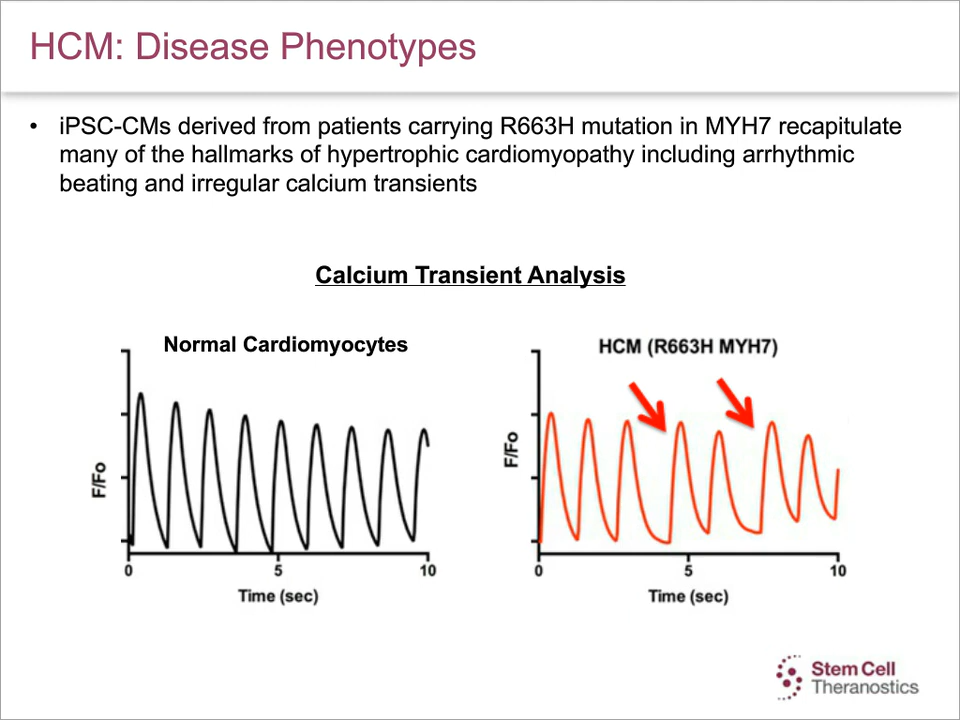 HCM: Disease Phenotypes
• iPSC-CMs derived from patients carrying R663H mutation in MYH7 recapitulate
many of the hallmarks of hypertrophic cardiomyopathy including arrhythmic
beating and irregular calcium transients
Calcium Transient Analysis
Normal Cardiomyocytes
F/Fo
0 5 10
Time (sec)
HCM (R663H MYH7)
F/Fo
0 5 10
Time (sec)
Stem Cell
Theranostics